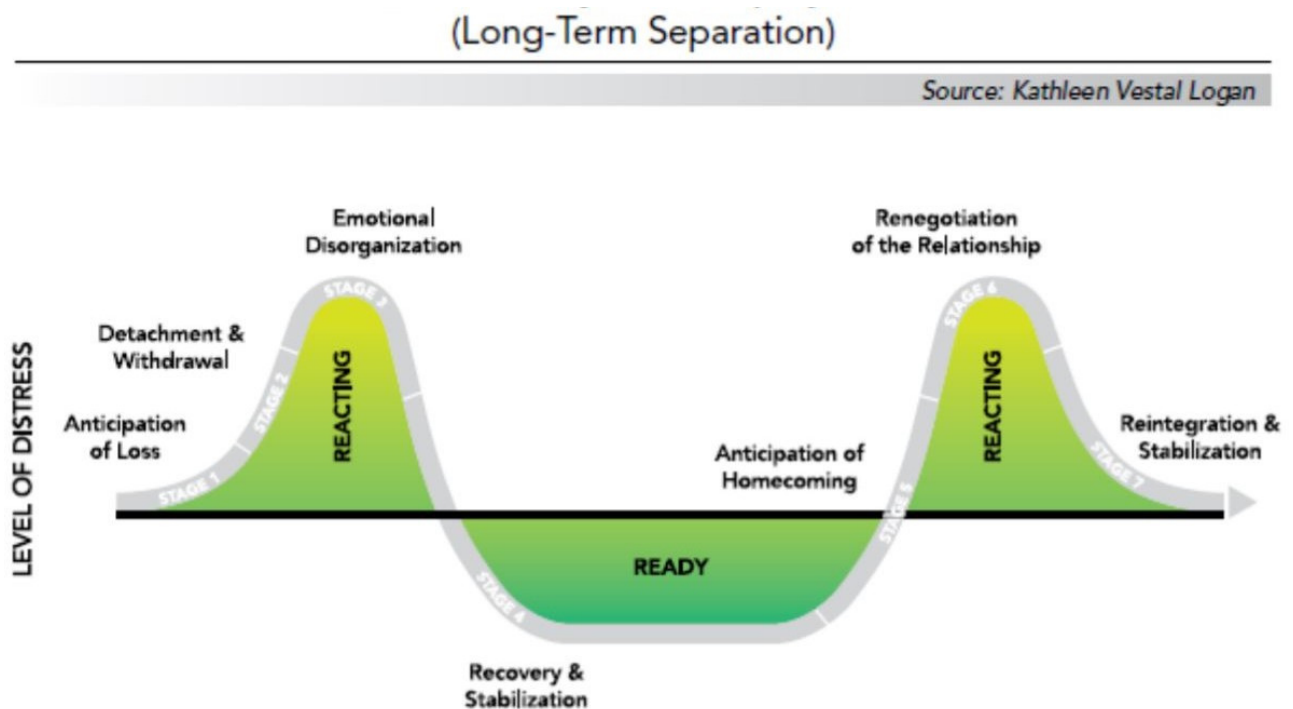 (Long-Term Separation)
Source: Kathleen Vestal Logan
Emotional
Disorganization
Renegotiation
of the Relationship
STAGE 3
STAGE 6
Detachment &
Withdrawal
STAGE 2
REACTING
REACTING
LEVEL OF DISTRESS
Anticipation
of Loss
STAGE 1
Anticipation of
Homecoming
STAGE 5
Reintegration &
Stabilization
STAGE 7
READY
STAGE 4
Recovery &
Stabilization